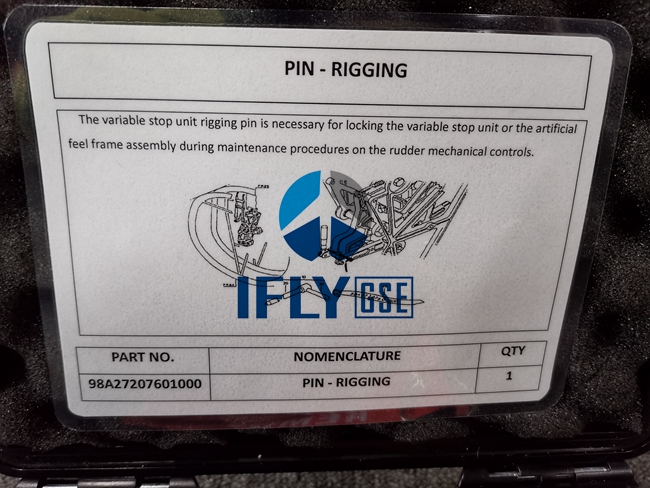 PIN - RIGGING
The variable stop unit rigging pin is necessary for locking the variable stop unit or the artificial
feel frame assembly during maintenance procedures on the rudder mechanical controls.
IFLY GSE
PART NO. NOMENCLATURE QTY
98A27207601000 PIN - RIGGING 1